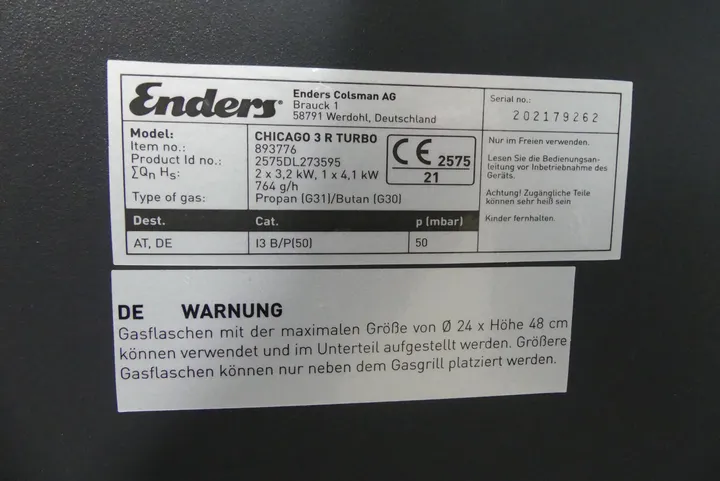 Enders®
Enders Colsman AG
Brauck 1
58791 Werdohl, Deutschland
Serial no.:
202179262
Model: CHICAGO 3 R TURBO
Item no.: 893776
Product Id no.: 2575DL273595
ΣQn Hs: 2 x 3,2 kW, 1 x 4,1 kW
764 g/h
Type of gas: Propan (G31)/Butan (G30)
CE 2575
21
Dest. Cat. p (mbar)
AT, DE I3 B/P(50) 50
Nur im Freien verwenden.
Lesen Sie die Bedienungsan-
leitung vor Inbetriebnahme des
Geräts.
Achtung! Zugängliche Teile
können sehr heiß sein
Kinder fernhalten.
DE WARNUNG
Gasflaschen mit der maximalen Größe von Ø 24 x Höhe 48 cm
können verwendet und im Unterteil aufgestellt werden. Größere
Gasflaschen können nur neben dem Gasgrill platziert werden.